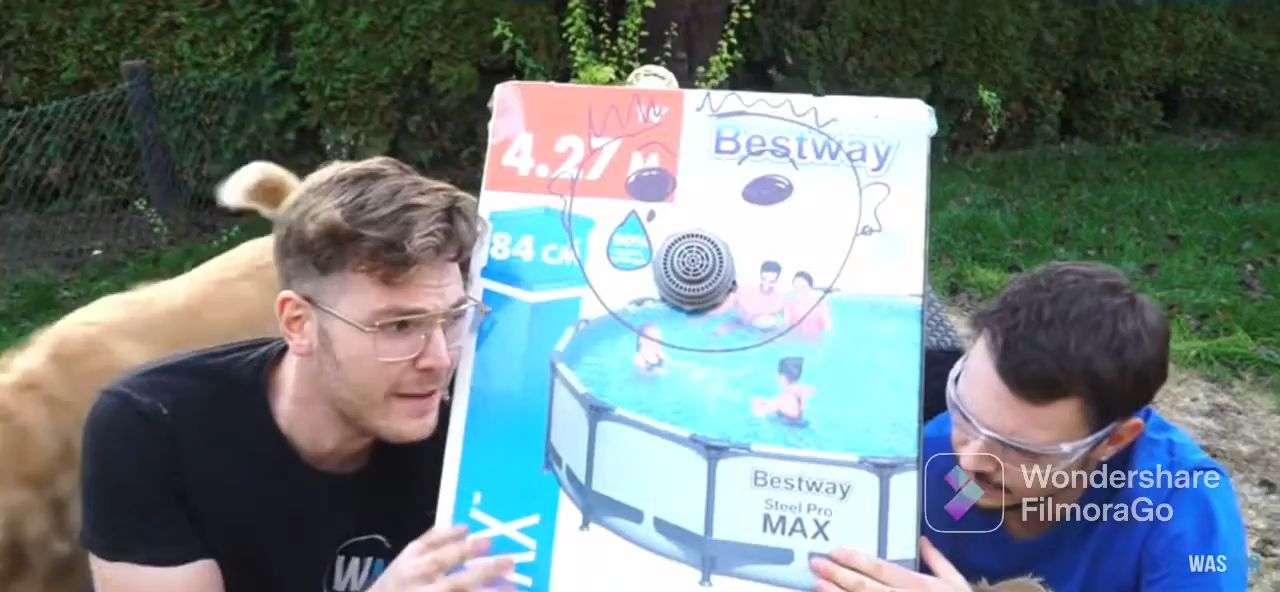 4.27 M
Bestway
84 CM
Bestway
Steel Pro
MAX
Wondershare
FilmoraGo
WAS